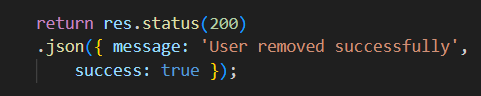 return res.status(200)
.json({ message: 'User removed successfully',
success: true });